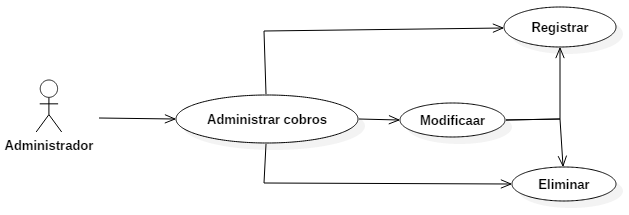 Registrar
Administrar cobros
Modificaar
Administrador
Eliminar